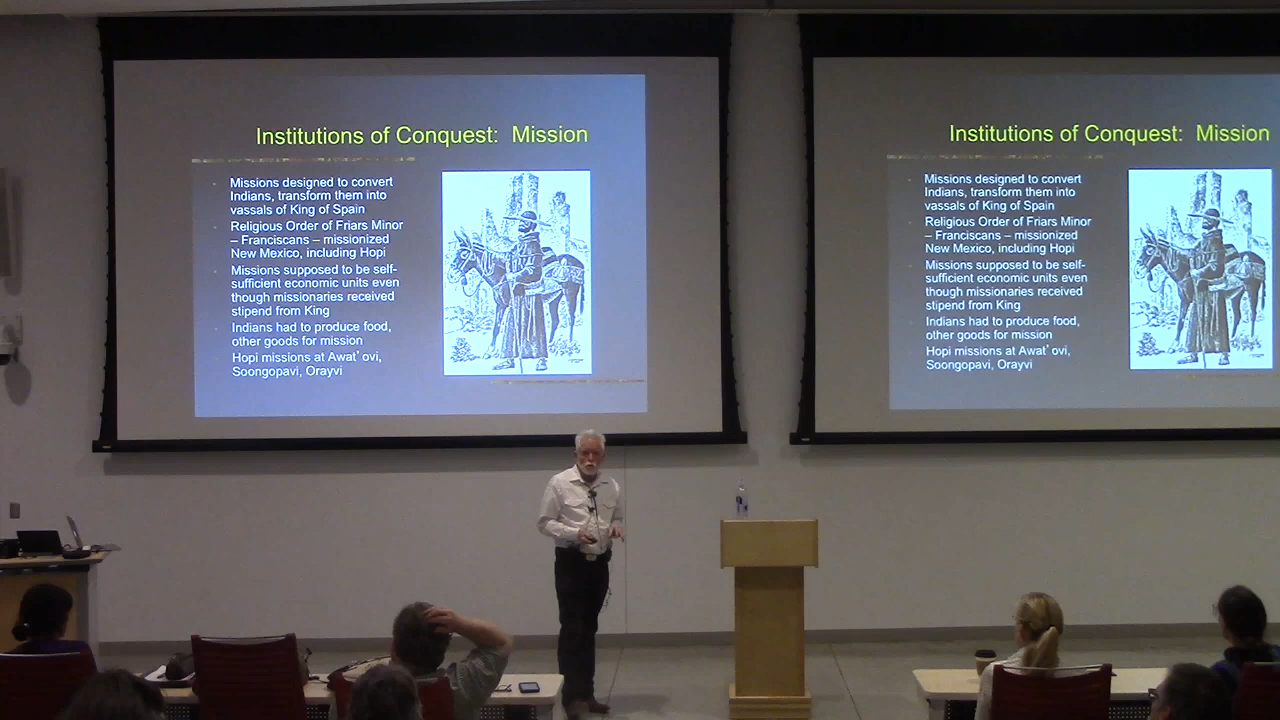 Institutions of Conquest:  Mission
Missions designed to convert
Indians, transform them into
vassals of King of Spain
Religious Order of Friars Minor
– Franciscans – missionized
New Mexico, including Hopi
Missions supposed to be self-
sufficient economic units even
though missionaries received
stipend from King
Indians had to produce food,
other goods for mission
Hopi missions at Awat’ovi,
Soongopavi, Orayvi
Institutions of Conquest:  Mission
Missions designed to convert
Indians, transform them into
vassals of King of Spain
Religious Order of Friars Minor
– Franciscans – missionized
New Mexico, including Hopi
Missions supposed to be self-
sufficient economic units even
though missionaries received
stipend from King
Indians had to produce food,
other goods for mission
Hopi missions at Awat’ovi,
Soongopavi, Orayvi